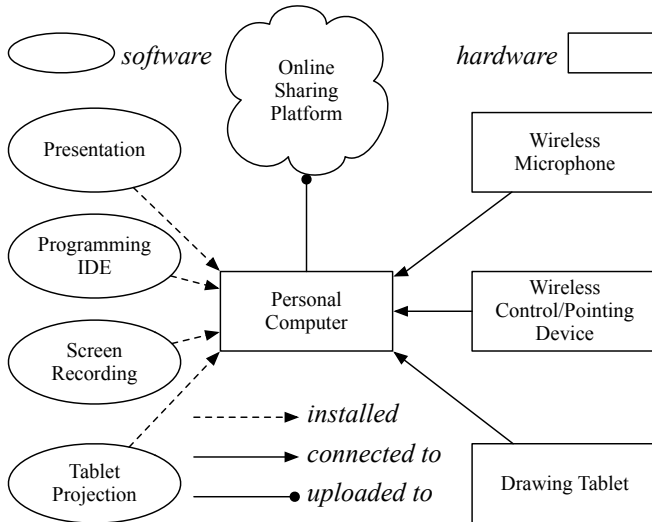 software
Online
Sharing
Platform
hardware
Presentation
Wireless
Microphone
Programming
IDE
Personal
Computer
Wireless
Control/Pointing
Device
Screen
Recording
installed
connected to
uploaded to
Tablet
Projection
Drawing Tablet